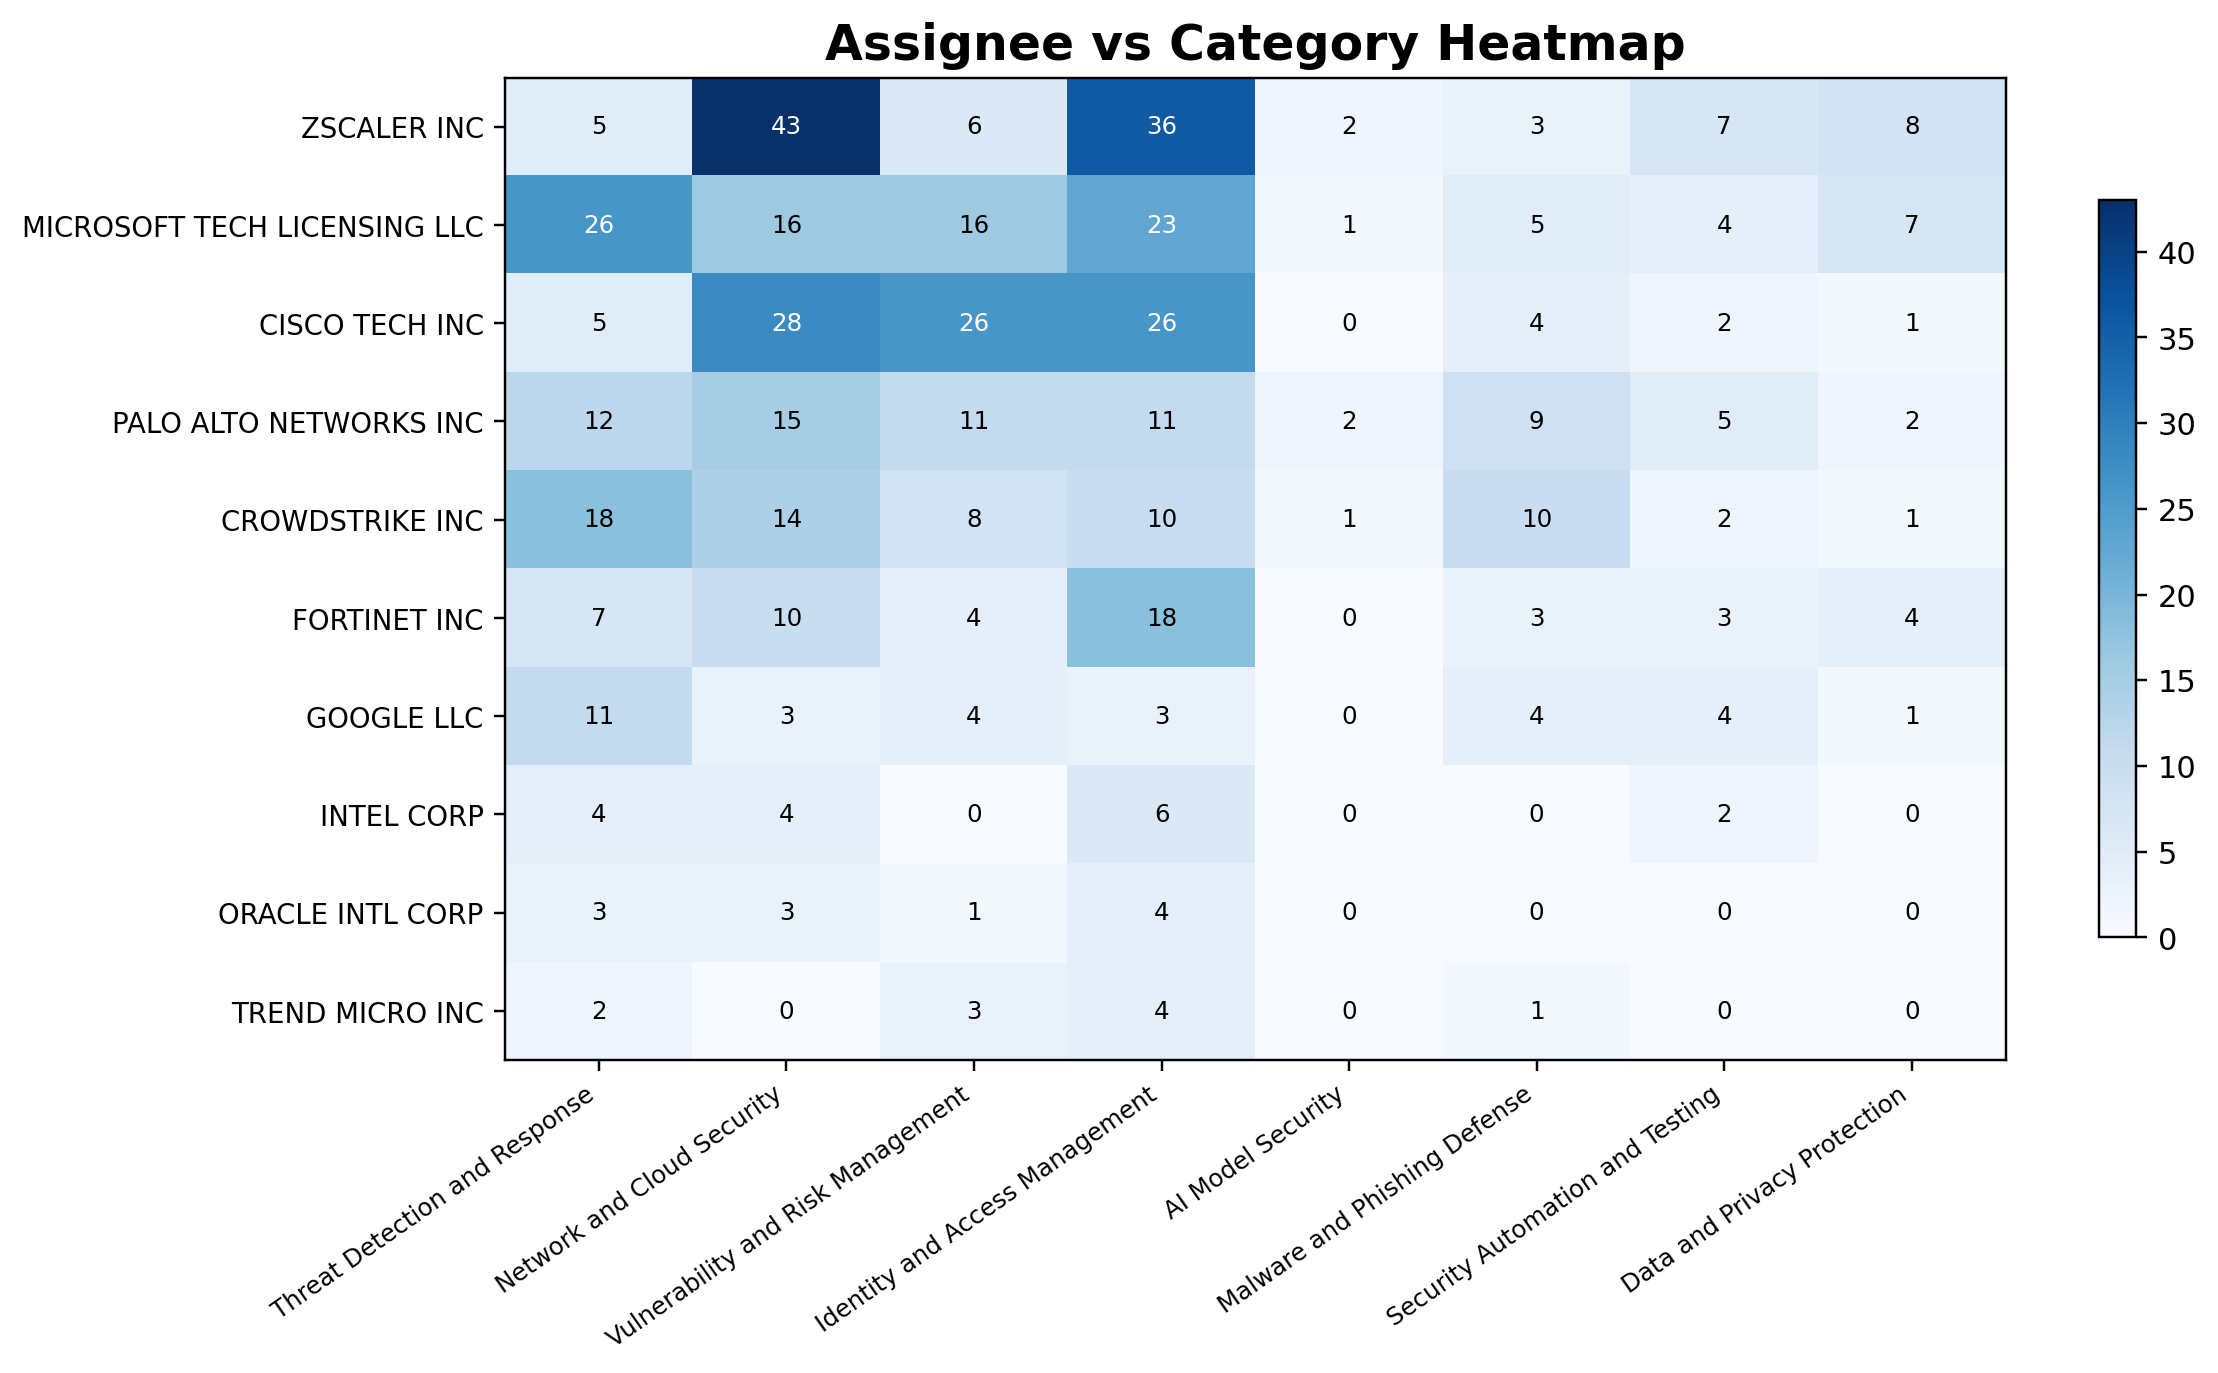 Assignee vs Category Heatmap
ZSCALER INC 5 43 6 36 2 3 7 8
MICROSOFT TECH LICENSING LLC 26 16 16 23 1 5 4 7
CISCO TECH INC 5 28 26 26 0 4 2 1
PALO ALTO NETWORKS INC 12 15 11 11 2 9 5 2
CROWDSTRIKE INC 18 14 8 10 1 10 2 1
FORTINET INC 7 10 4 18 0 3 3 4
GOOGLE LLC 11 3 4 3 0 4 4 1
INTEL CORP 4 4 0 6 0 0 2 0
ORACLE INTL CORP 3 3 1 4 0 0 0 0
TREND MICRO INC 2 0 3 4 0 1 0 0
Threat Detection and Response
Network and Cloud Security
Vulnerability and Risk Management
Identity and Access Management
AI Model Security
Malware and Phishing Defense
Security Automation and Testing
Data and Privacy Protection
40
35
30
25
20
15
10
5
0